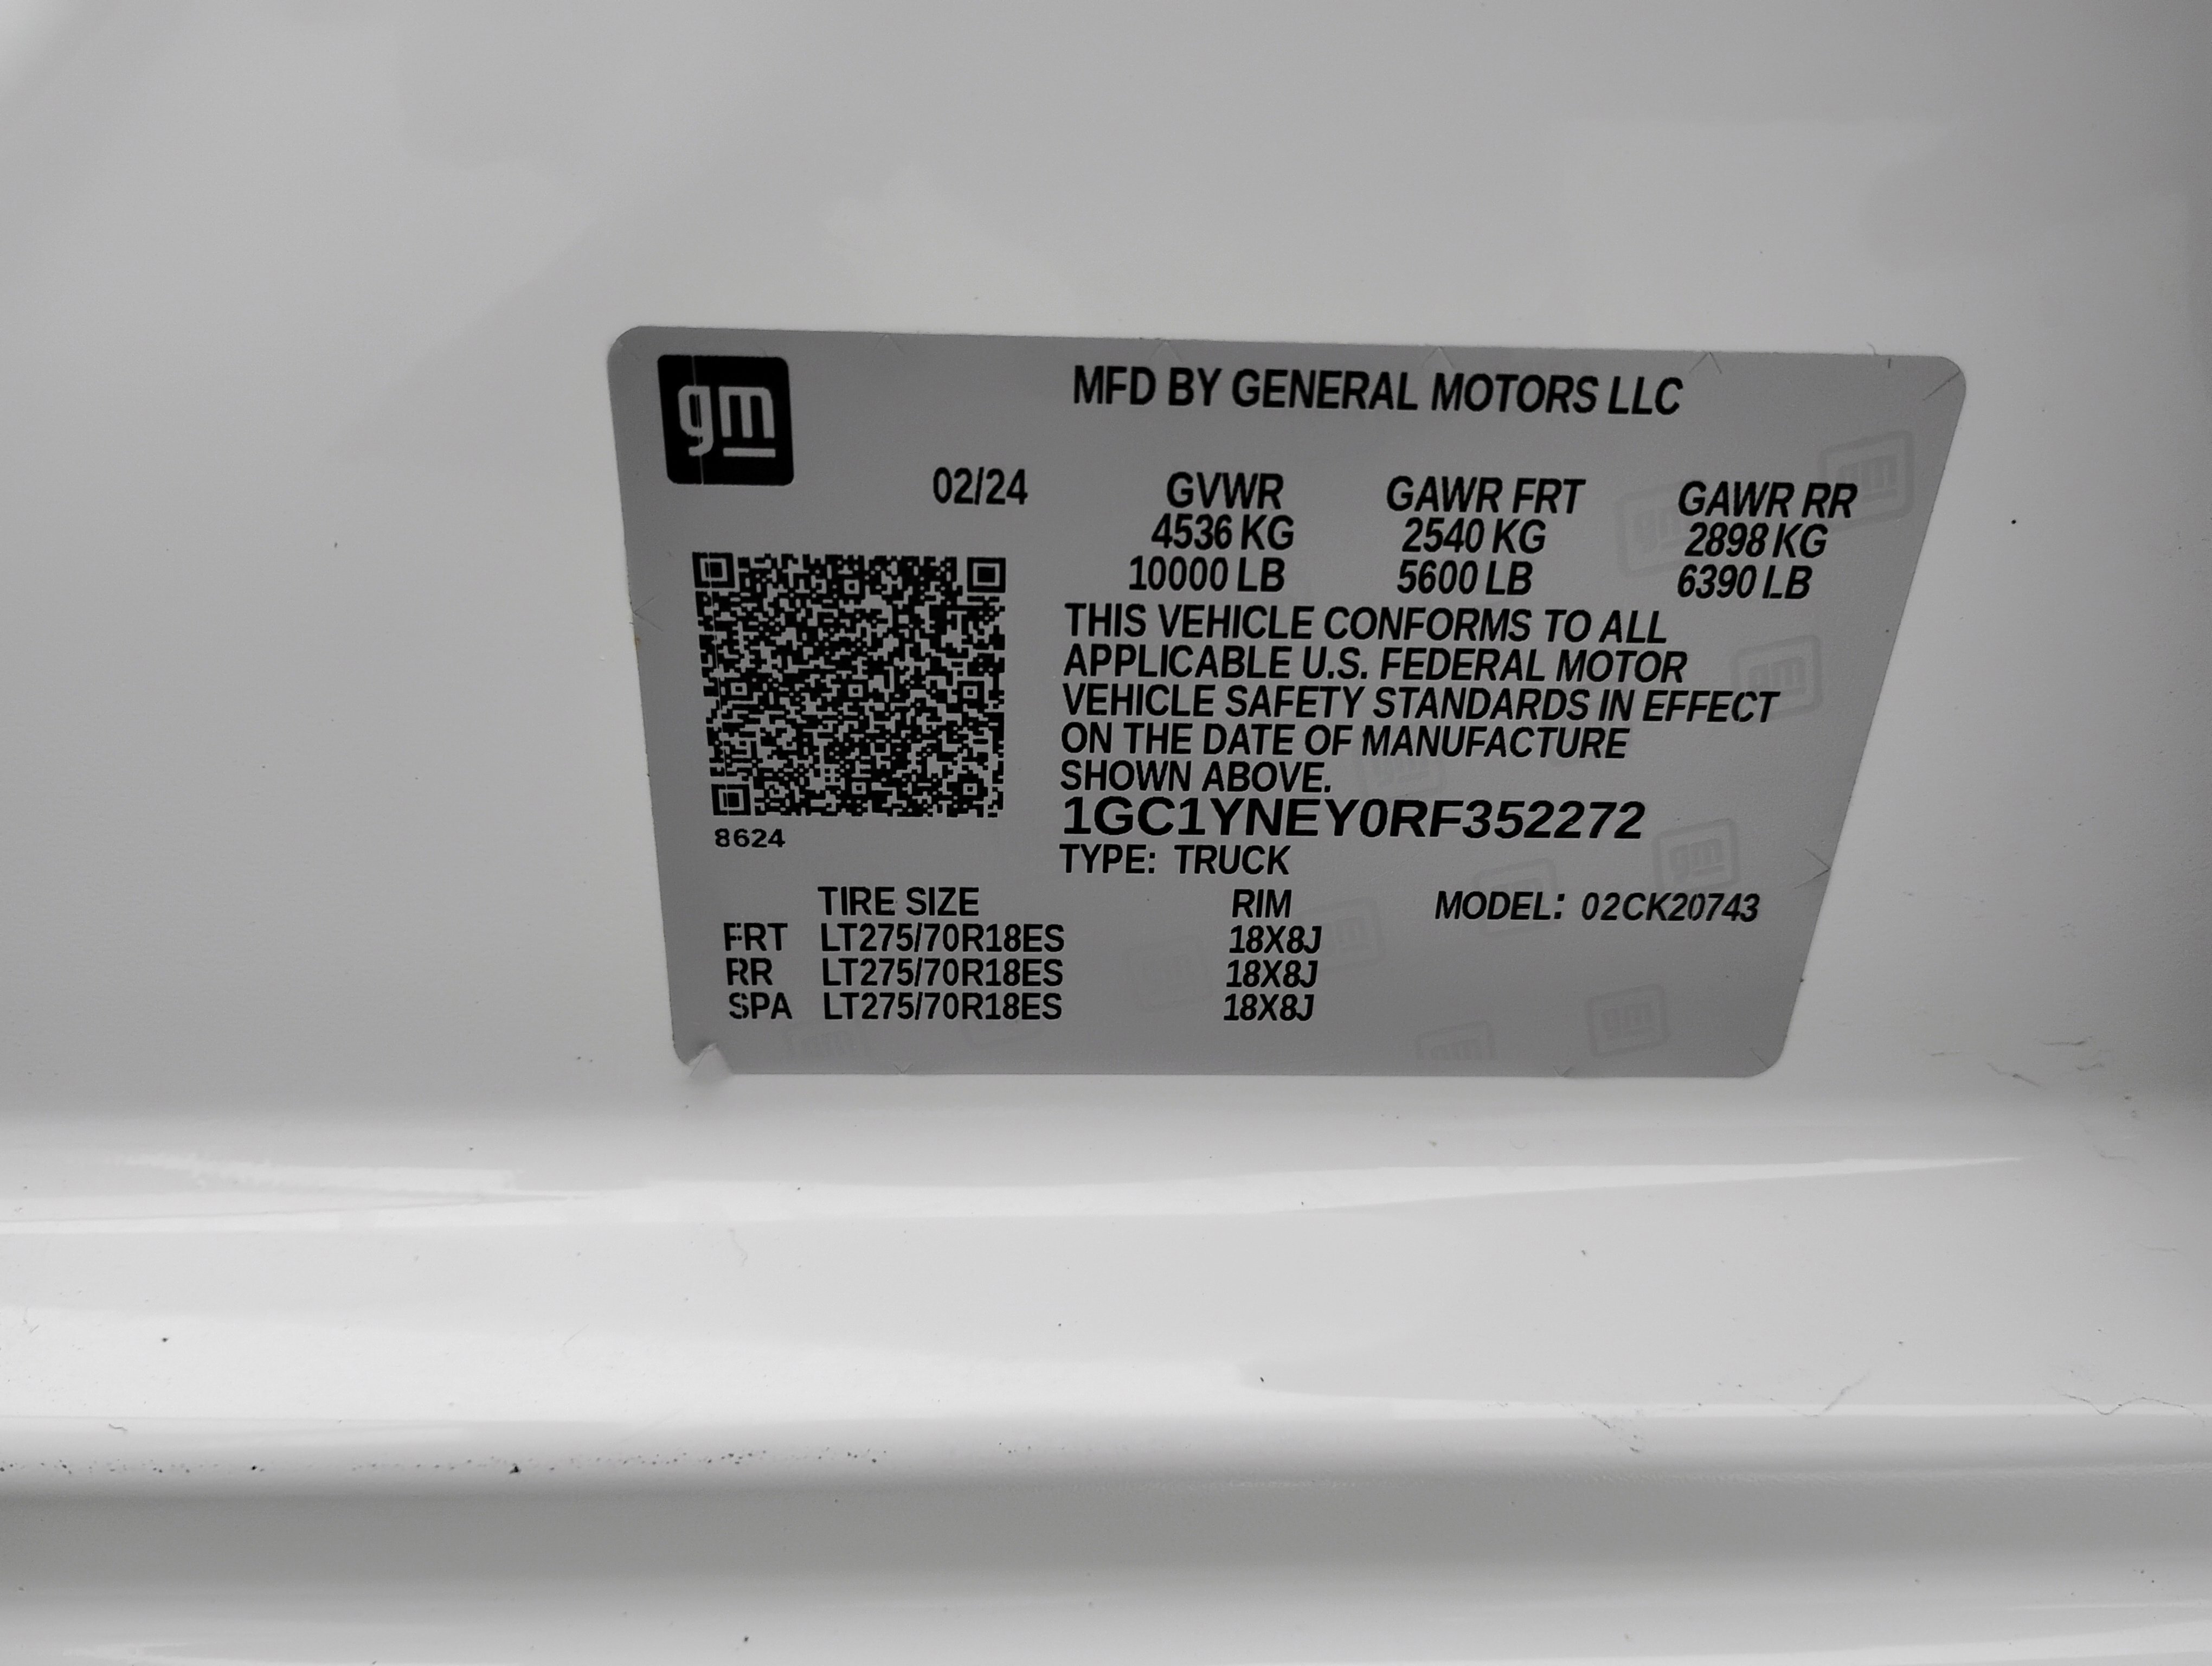 gm
MFD BY GENERAL MOTORS LLC
02/24 GVWR GAWR FRT GAWR RR
4536 KG 2540 KG 2898 KG
10000 LB 5600 LB 6390 LB
THIS VEHICLE CONFORMS TO ALL
APPLICABLE U.S. FEDERAL MOTOR
VEHICLE SAFETY STANDARDS IN EFFECT
ON THE DATE OF MANUFACTURE
SHOWN ABOVE.
1GC1YNEY0RF352272
8624
TYPE: TRUCK
TIRE SIZE RIM MODEL: 02CK20743
FRT LT275/70R18ES 18X8J
RR LT275/70R18ES 18X8J
SPA LT275/70R18ES 18X8J